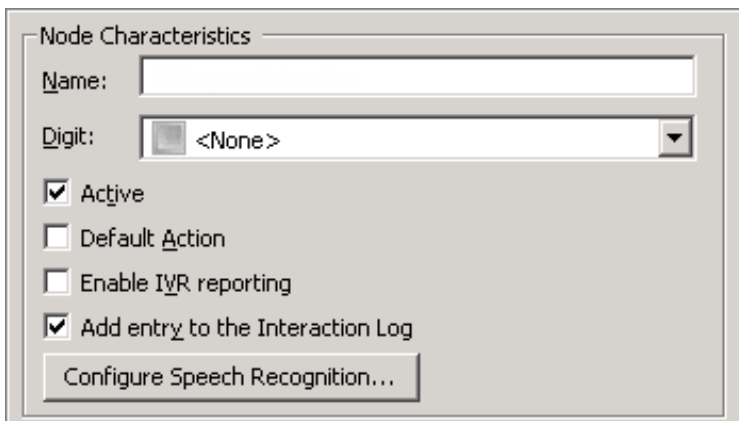 Node Characteristics
Name:
Digit: <None>
Active
Default Action
Enable IVR reporting
Add entry to the Interaction Log
Configure Speech Recognition...